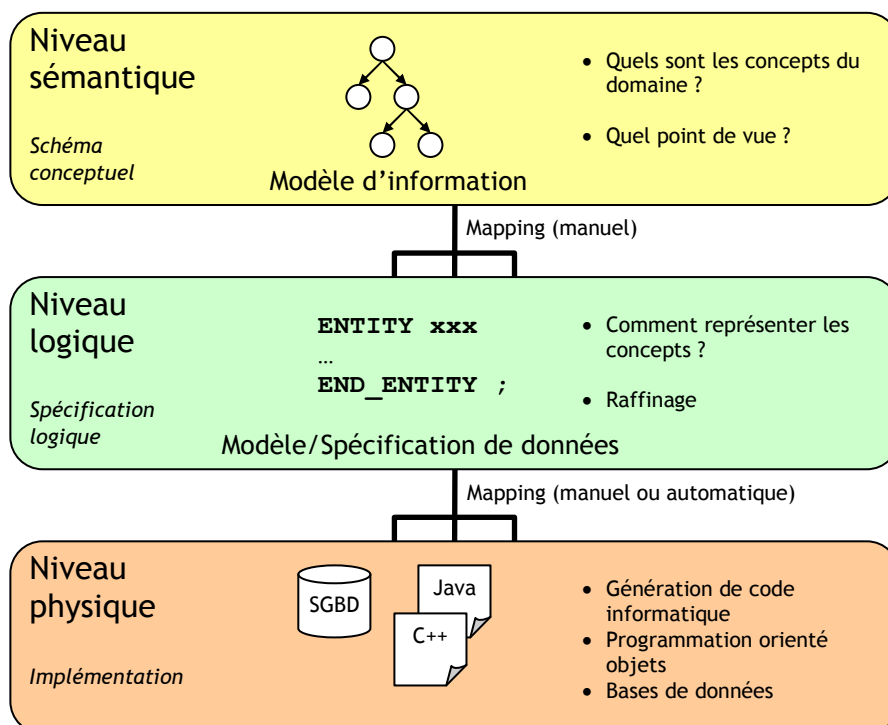 Niveau
sémantique
Schéma
conceptuel
Modèle d'information
• Quels sont les concepts du
domaine ?
• Quel point de vue ?
Mapping (manuel)
Niveau
logique
Spécification
logique
ENTITY xxx
…
END_ENTITY ;
Modèle/Spécification de données
• Comment représenter les
concepts ?
• Raffinage
Mapping (manuel ou automatique)
Niveau
physique
Implémentation
SGBD
Java
C++
• Génération de code
informatique
• Programmation orienté
objets
• Bases de données